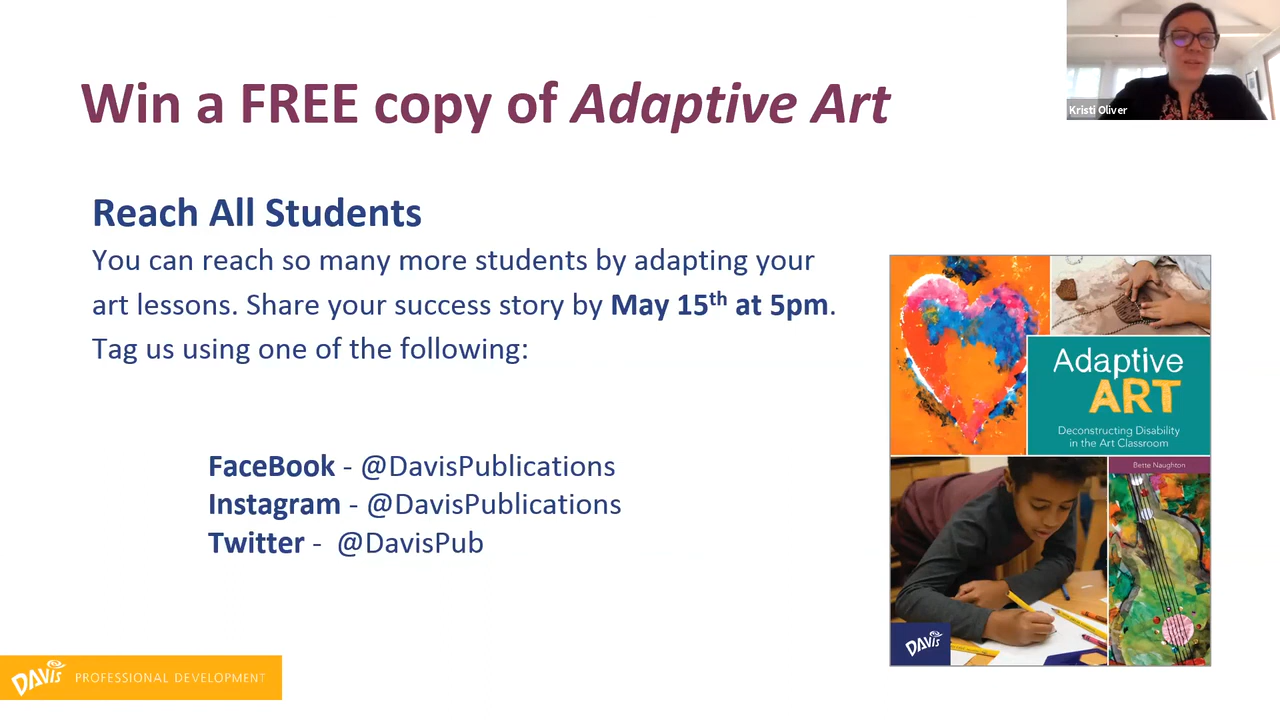 Win a FREE copy of Adaptive Art
Kristi Oliver
Reach All Students
You can reach so many more students by adapting your
art lessons. Share your success story by May 15th at 5pm.
Tag us using one of the following:
FaceBook - @DavisPublications
Instagram - @DavisPublications
Twitter - @DavisPub
Adaptive
ART
Deconstructing Disability
in the Art Classroom
Bette Naughton
DAVIS
DAVIS PROFESSIONAL DEVELOPMENT